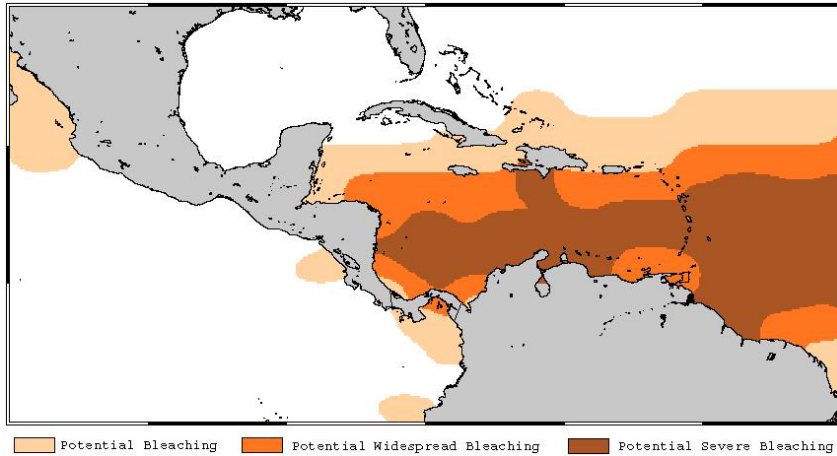 Potential Bleaching
Potential Widespread Bleaching
Potential Severe Bleaching